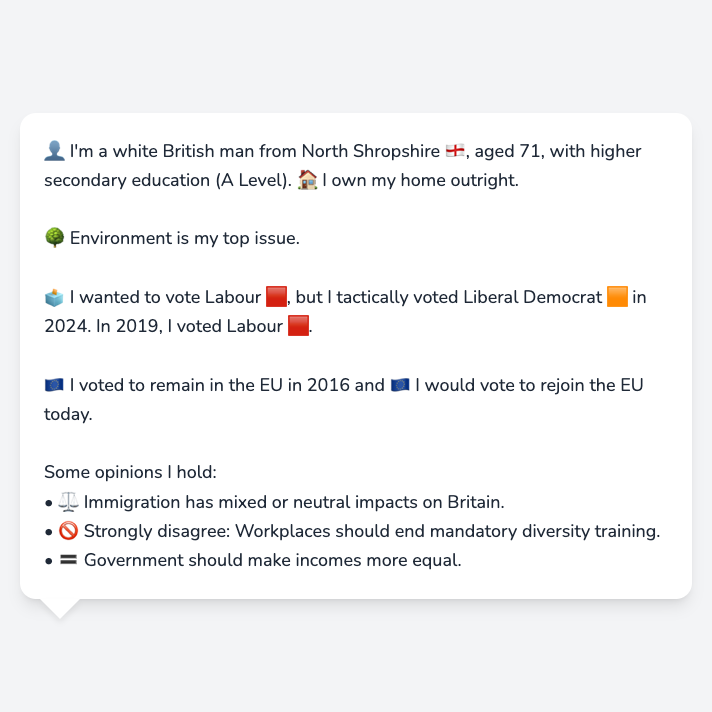 👤 I'm a white British man from North Shropshire 🏴󠁧󠁢󠁥󠁮󠁧󠁿, aged 71, with higher
secondary education (A Level). 🏠 I own my home outright.
🌳 Environment is my top issue.
🗳️ I wanted to vote Labour 🟥, but I tactically voted Liberal Democrat 🟧 in
2024. In 2019, I voted Labour 🟥.
🇪🇺 I voted to remain in the EU in 2016 and 🇪🇺 I would vote to rejoin the EU
today.
Some opinions I hold:
• ⚖️ Immigration has mixed or neutral impacts on Britain.
• 🚫 Strongly disagree: Workplaces should end mandatory diversity training.
• 🟰 Government should make incomes more equal.